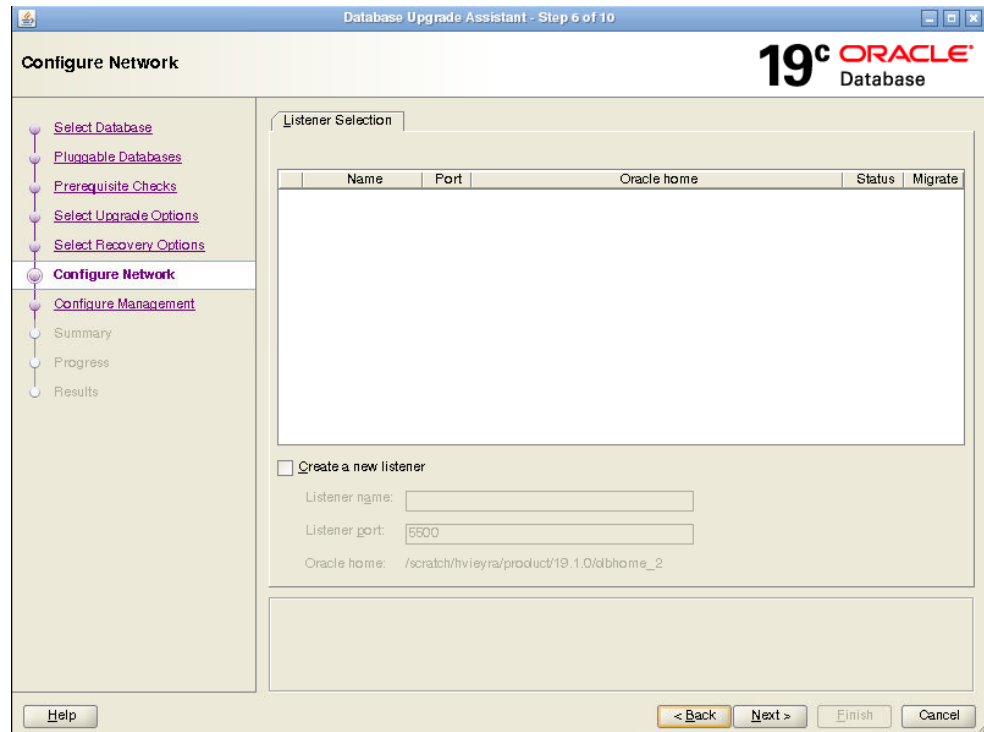 Database Upgrade Assistant - Step 6 of 10
Configure Network
19c ORACLE
Database
Select Database
Pluggable Databases
Prerequisite Checks
Select Upgrade Options
Select Recovery Options
Configure Network
Configure Management
Summary
Progress
Results
Listener Selection
Name Port Oracle home Status Migrate
Create a new listener
Listener name:
Listener port: 5500
Oracle home: /scratch/hvieyra/product/19.1.0/dbhome_2
Help < Back Next > Finish Cancel